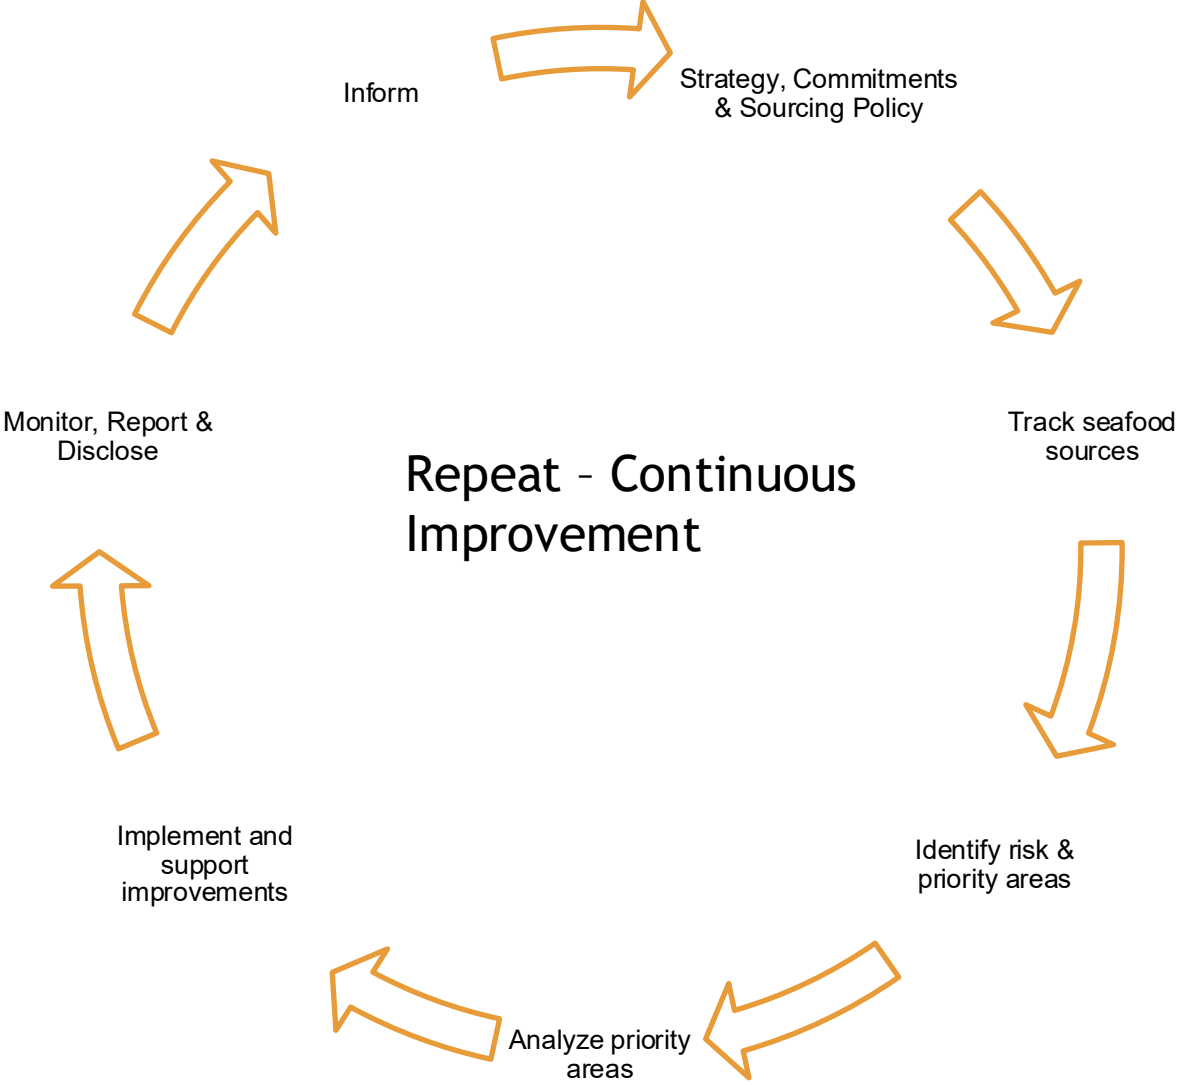 Inform
Strategy, Commitments
& Sourcing Policy
Track seafood
sources
Identify risk &
priority areas
Analyze priority
areas
Implement and
support
improvements
Monitor, Report &
Disclose
Repeat – Continuous
Improvement